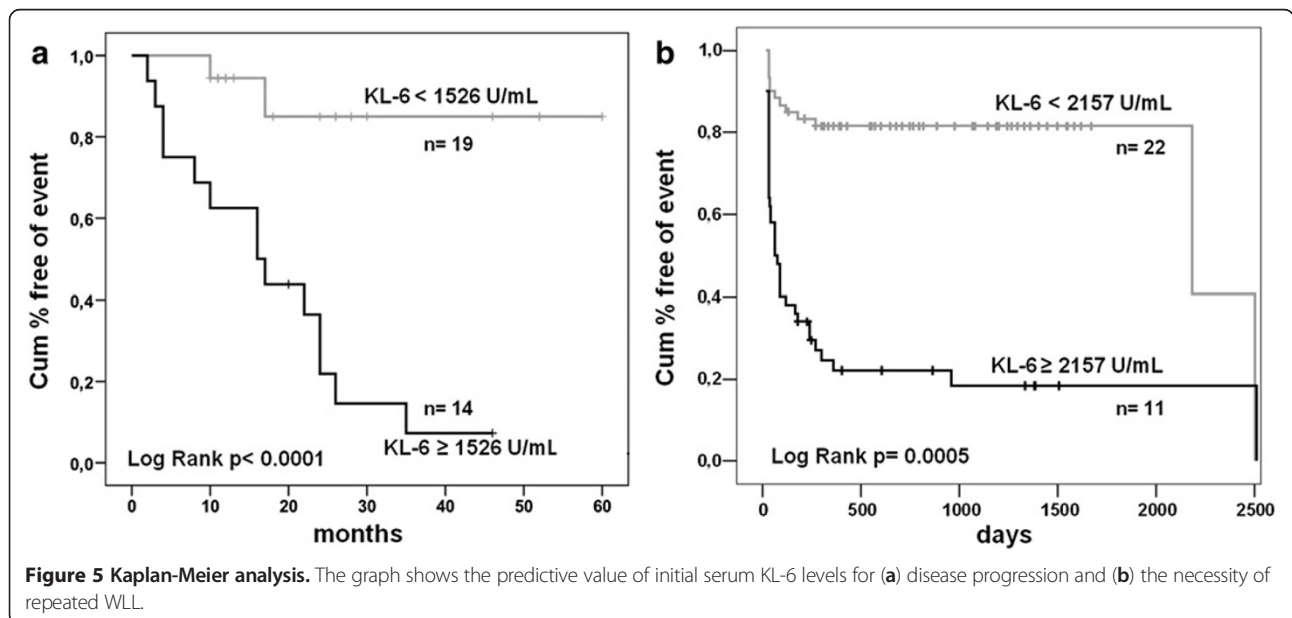 a
1,0
0,8
0,6
0,4
0,2
0,0
Cum % free of event
KL-6 < 1526 U/mL
n= 19
n= 14
KL-6 ≥ 1526 U/mL
Log Rank p< 0.0001
0 10 20 30 40 50 60
months
b
1,0
0,8
0,6
0,4
0,2
0,0
Cum % free of event
KL-6 < 2157 U/mL
n= 22
KL-6 ≥ 2157 U/mL
n= 11
Log Rank p= 0.0005
0 500 1000 1500 2000 2500
days
Figure 5 Kaplan-Meier analysis. The graph shows the predictive value of initial serum KL-6 levels for (a) disease progression and (b) the necessity of
repeated WLL.